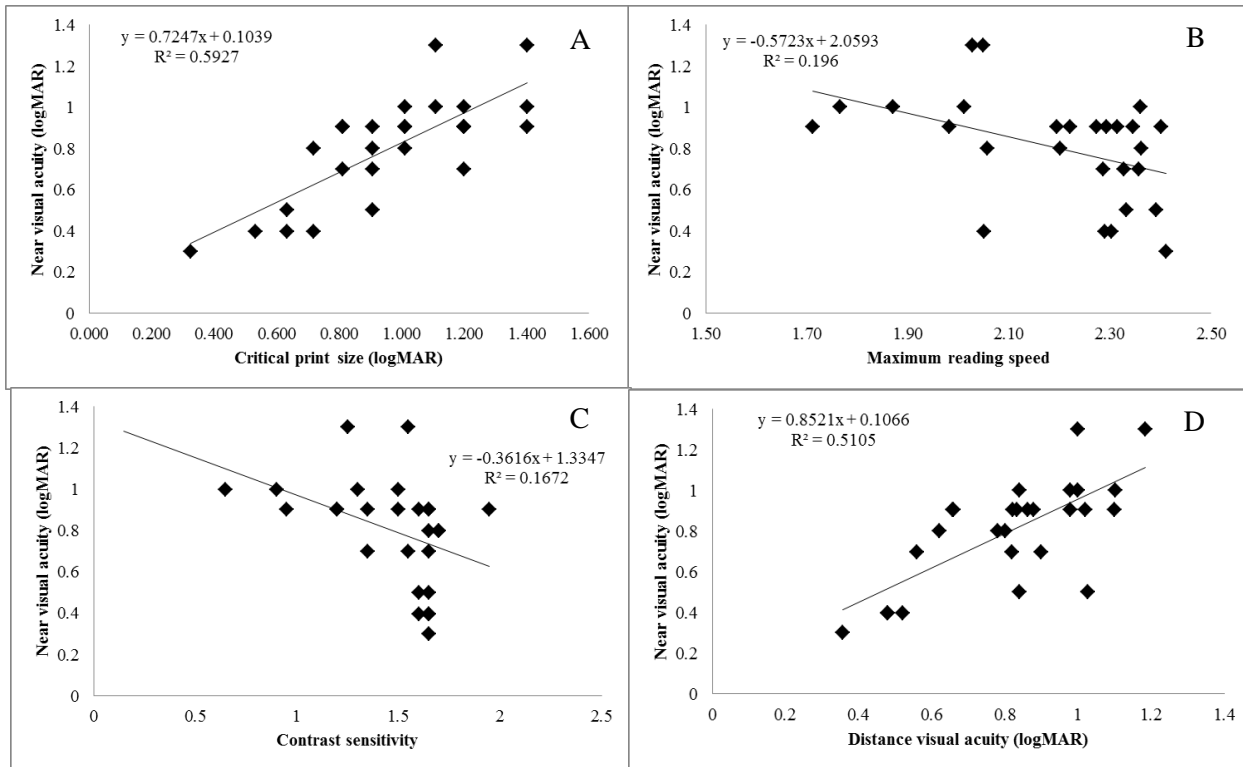 y = 0.7247x + 0.1039
R² = 0.5927
A
Near visual acuity (logMAR)
1.4
1.2
1
0.8
0.6
0.4
0.2
0
0.000 0.200 0.400 0.600 0.800 1.000 1.200 1.400 1.600
Critical print size (logMAR)
y = -0.5723x + 2.0593
R² = 0.196
B
Near visual acuity (logMAR)
1.4
1.2
1
0.8
0.6
0.4
0.2
0
1.50 1.70 1.90 2.10 2.30 2.50
Maximum reading speed
C
y = -0.3616x + 1.3347
R² = 0.1672
Near visual acuity (logMAR)
1.4
1.2
1
0.8
0.6
0.4
0.2
0
0 0.5 1 1.5 2 2.5
Contrast sensitivity
y = 0.8521x + 0.1066
R² = 0.5105
D
Near visual acuity (logMAR)
1.4
1.2
1
0.8
0.6
0.4
0.2
0
0 0.2 0.4 0.6 0.8 1 1.2 1.4
Distance visual acuity (logMAR)